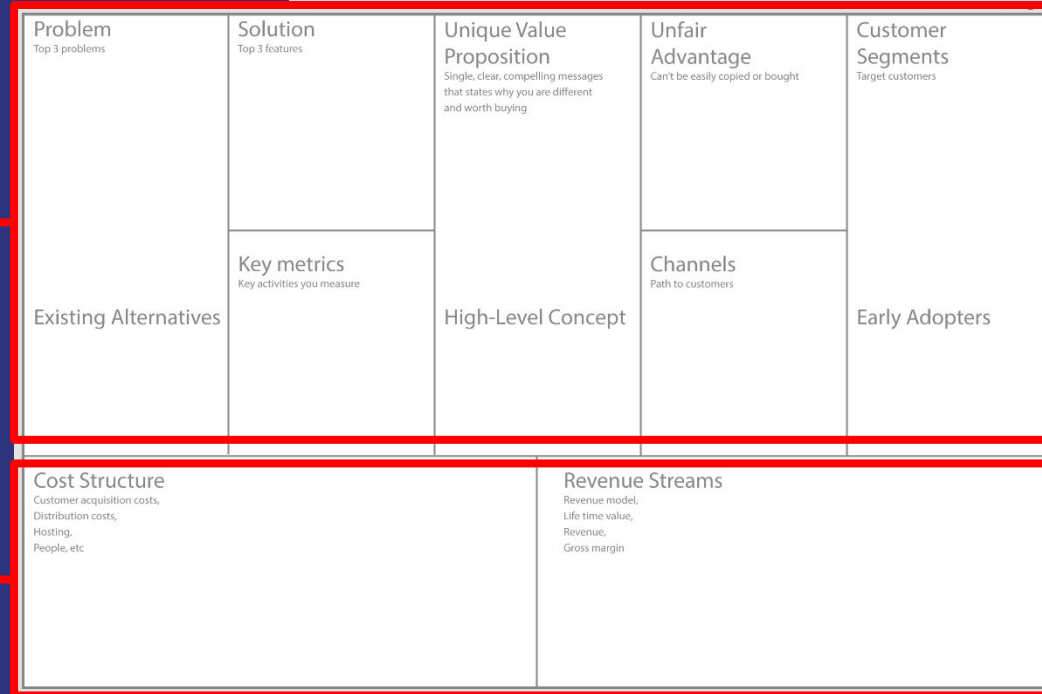 Problem
Top 3 problems
Existing Alternatives
Solution
Top 3 features
Key metrics
Key activities you measure
Unique Value
Proposition
Single, clear, compelling messages
that states why you are different
and worth buying
High-Level Concept
Unfair
Advantage
Can't be easily copied or bought
Channels
Path to customers
Customer
Segments
Target customers
Early Adopters
Cost Structure
Customer acquisition costs,
Distribution costs,
Hosting,
People, etc
Revenue Streams
Revenue model,
Life time value,
Revenue,
Gross margin